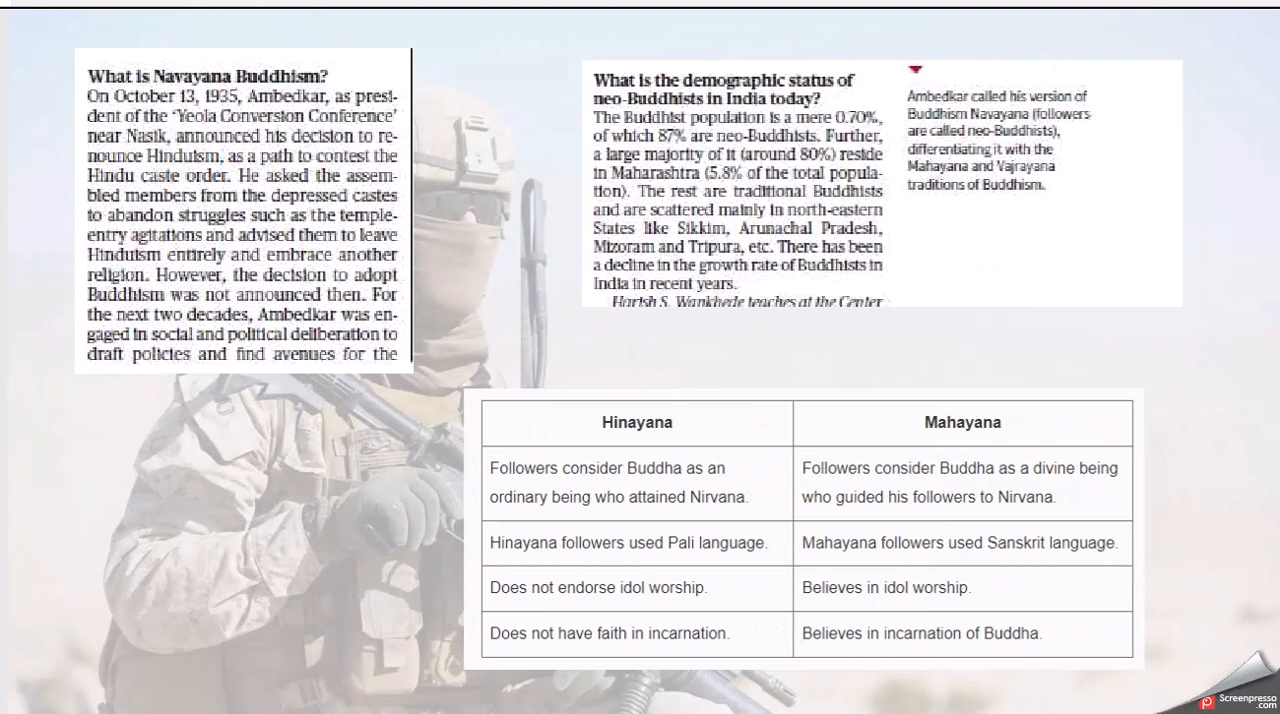 What is Navayana Buddhism?
On October 13, 1935, Ambedkar, as presi-
dent of the ‘Yeola Conversion Conference’
near Nasik, announced his decision to re-
nounce Hinduism, as a path to contest the
Hindu caste order. He asked the assem-
bled members from the depressed castes
to abandon struggles such as the temple-
entry agitations and advised them to leave
Hinduism entirely and embrace another
religion. However, the decision to adopt
Buddhism was not announced then. For
the next two decades, Ambedkar was en-
gaged in social and political deliberation to
draft policies and find avenues for the
What is the demographic status of
neo-Buddhists in India today?
The Buddhist population is a mere 0.70%,
of which 87% are neo-Buddhists. Further,
a large majority of it (around 80%) reside
in Maharashtra (5.8% of the total popula-
tion). The rest are traditional Buddhists
and are scattered mainly in north-eastern
States like Sikkim, Arunachal Pradesh,
Mizoram and Tripura, etc. There has been
a decline in the growth rate of Buddhists in
India in recent years.
Harish S. Wankhede teaches at the Center
Ambedkar called his version of
Buddhism Navayana (followers
are called neo-Buddhists),
differentiating it with the
Mahayana and Vajrayana
traditions of Buddhism.
Hinayana
Mahayana
Followers consider Buddha as an
ordinary being who attained Nirvana.
Followers consider Buddha as a divine being
who guided his followers to Nirvana.
Hinayana followers used Pali language.
Mahayana followers used Sanskrit language.
Does not endorse idol worship.
Believes in idol worship.
Does not have faith in incarnation.
Believes in incarnation of Buddha.
Screenpresso
.com